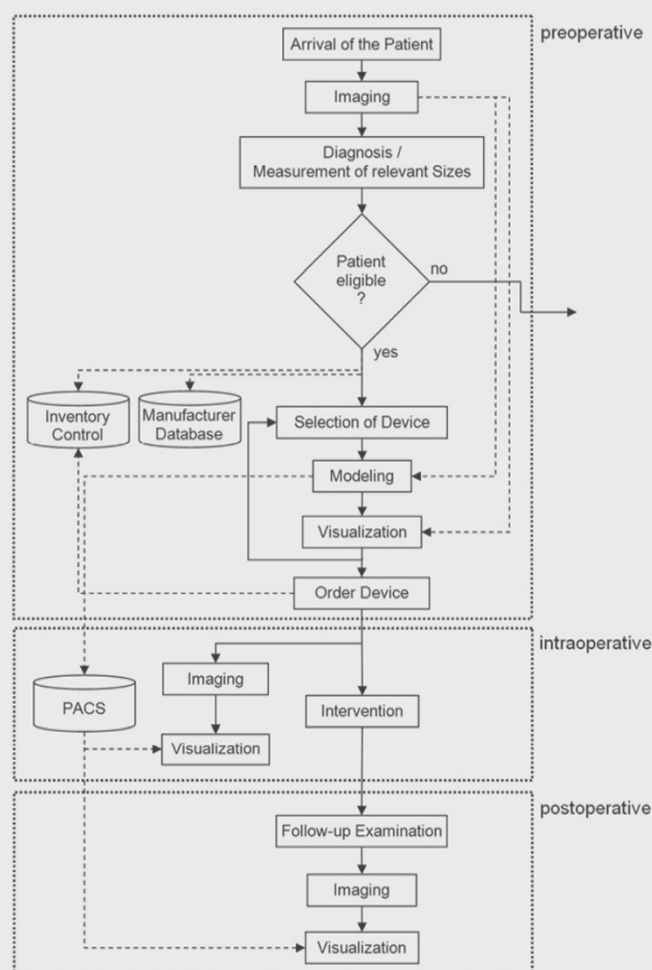 preoperative
Arrival of the Patient
Imaging
Diagnosis /
Measurement of relevant Sizes
Patient
eligible
?
no
yes
Inventory
Control
Manufacturer
Database
Selection of Device
Modeling
Visualization
Order Device
intraoperative
Imaging
PACS
Intervention
Visualization
postoperative
Follow-up Examination
Imaging
Visualization